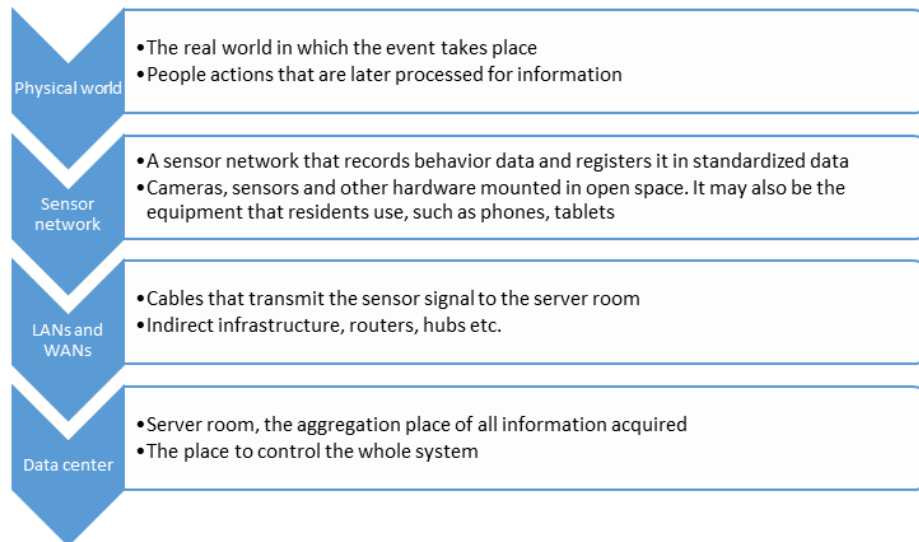 Physical world
•The real world in which the event takes place
•People actions that are later processed for information
Sensor
network
•A sensor network that records behavior data and registers it in standardized data
•Cameras, sensors and other hardware mounted in open space. It may also be the
equipment that residents use, such as phones, tablets
LANs and
WANs
•Cables that transmit the sensor signal to the server room
•Indirect infrastructure, routers, hubs etc.
Data center
•Server room, the aggregation place of all information acquired
•The place to control the whole system